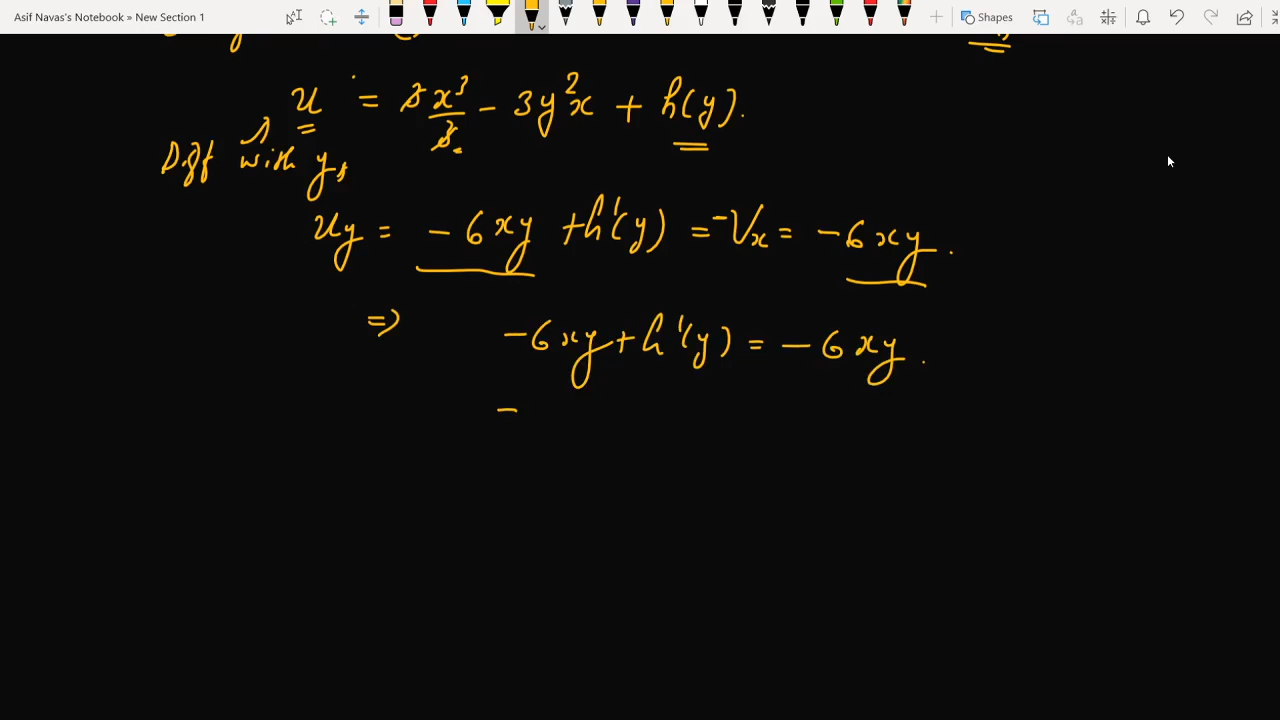 Asif Navas's Notebook » New Section 1
Shapes
u = 3x³/3 - 3y²x + h(y).
Diff with y,
uy = - 6xy + h'(y) = -Vx = - 6xy.
⇒ -6xy + h'(y) = - 6xy.
-